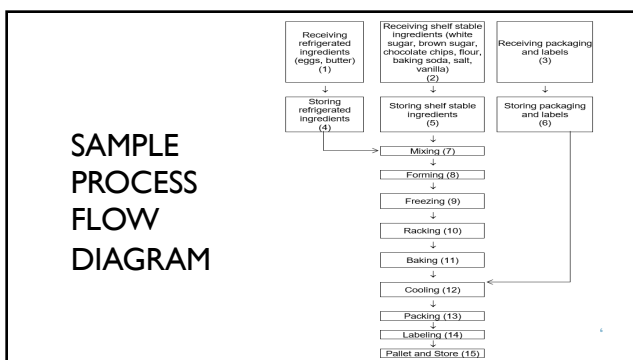 SAMPLE
PROCESS
FLOW
DIAGRAM
Receiving
refrigerated
ingredients
(eggs, butter)
(1)
Receiving shelf stable
ingredients (white
sugar, brown sugar,
chocolate chips, flour,
baking soda, salt,
vanilla)
(2)
Receiving packaging
and labels
(3)
Storing
refrigerated
ingredients
(4)
Storing shelf stable
ingredients
(5)
Storing packaging
and labels
(6)
Mixing (7)
Forming (8)
Freezing (9)
Racking (10)
Baking (11)
Cooling (12)
Packing (13)
Labeling (14)
Pallet and Store (15)